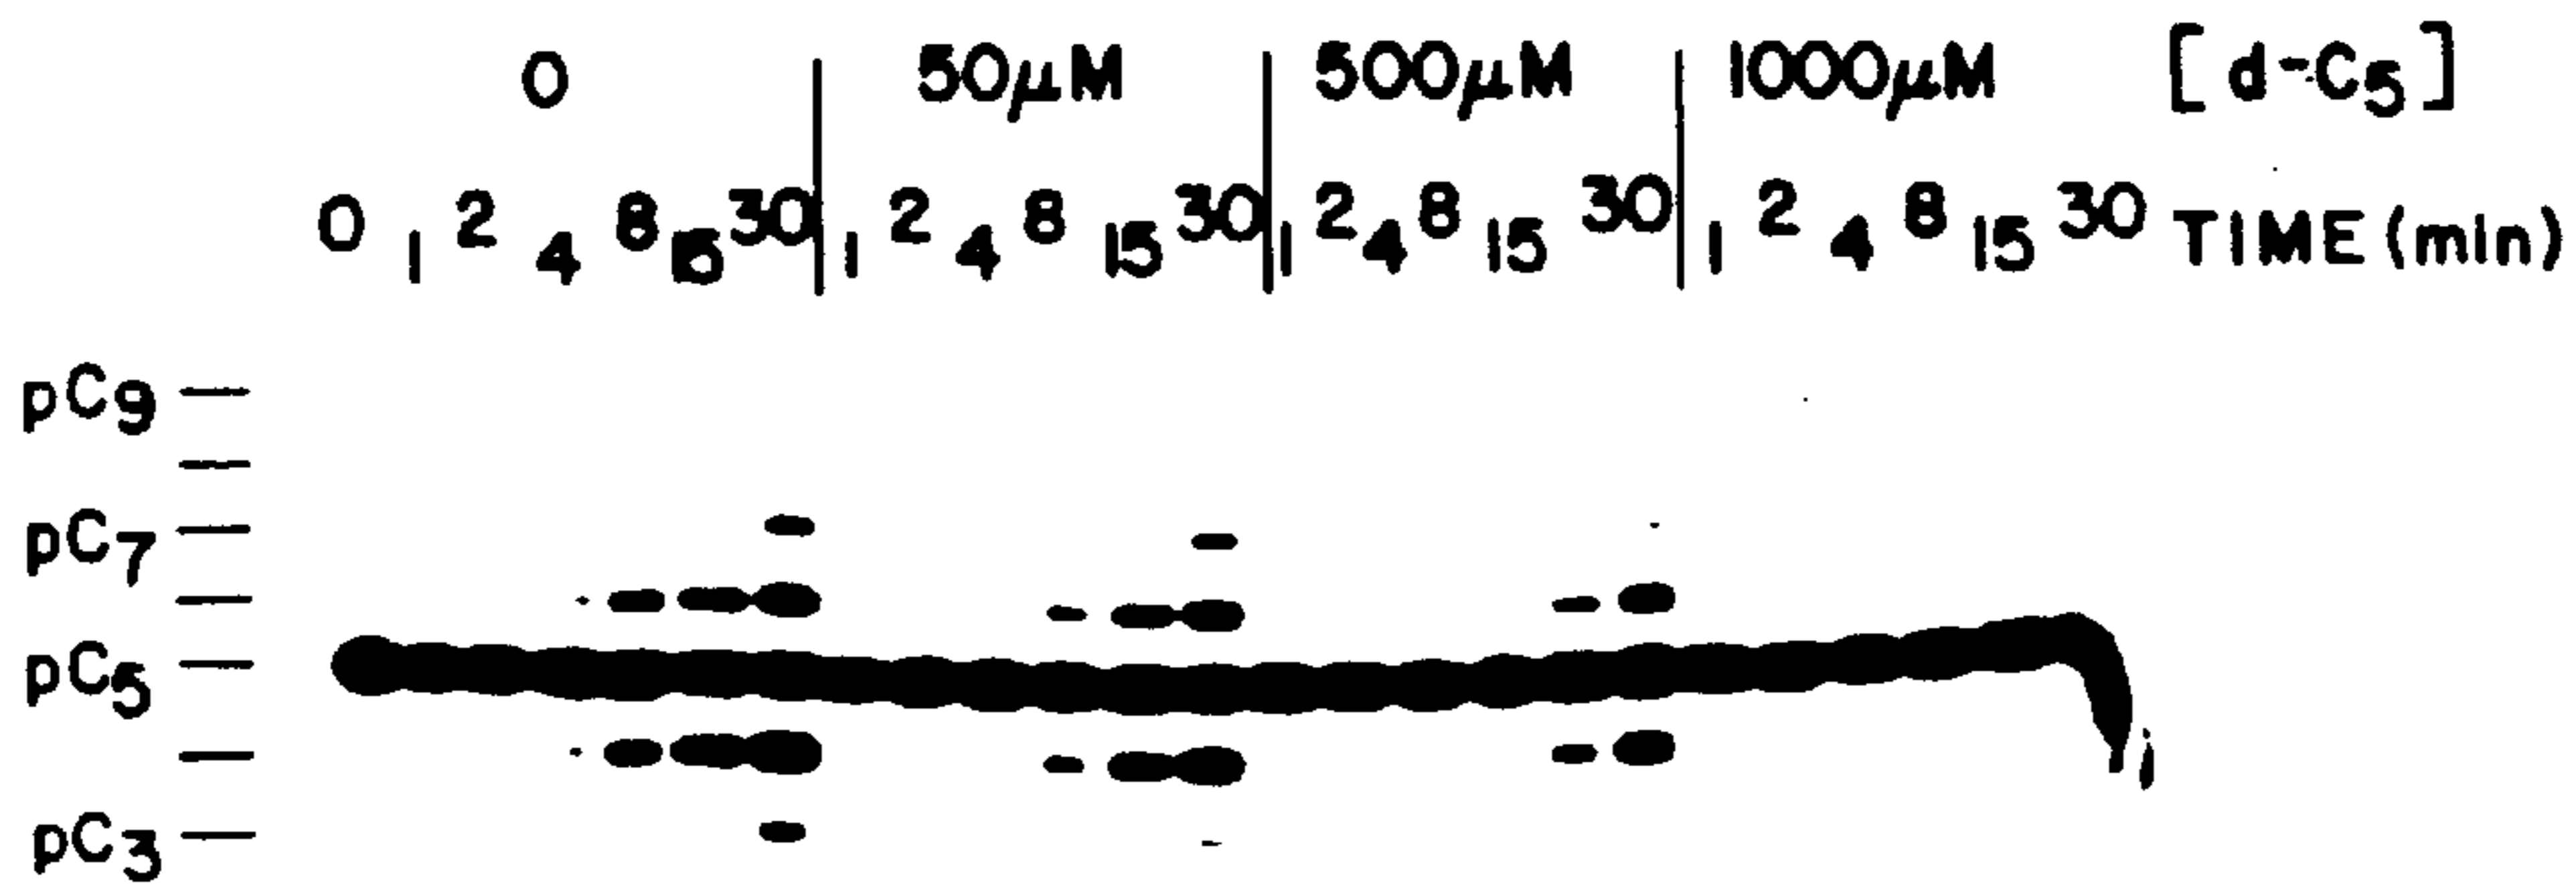 0 | 50μM | 500μM | 1000μM [d-C5]
0 1 2 4 8 15 30 | 1 2 4 8 15 30 | 1 2 4 8 15 30 | 1 2 4 8 15 30 TIME (min)
pC9 —
—
pC7 —
—
pC5 —
—
pC3 —